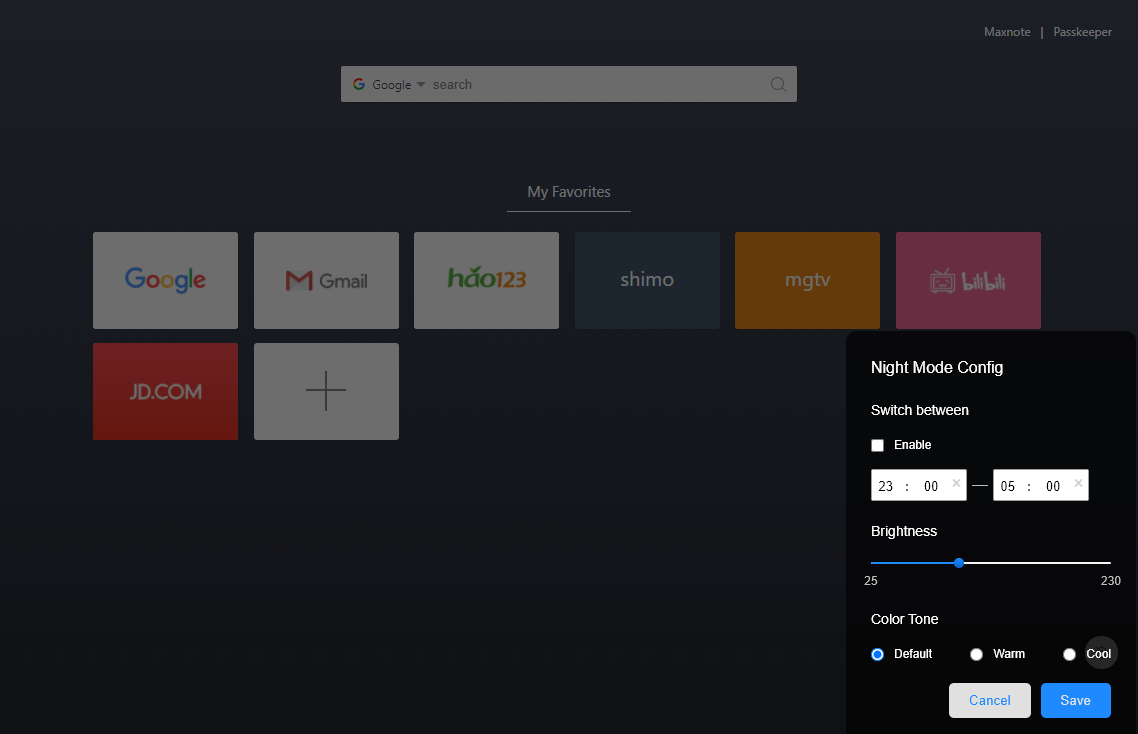 Maxnote | Passkeeper
Google search
My Favorites
Google
Gmail
hao123
shimo
mgtv
bilibili
JD.COM
Night Mode Config
Switch between
Enable
23 : 00 × — 05 : 00 ×
Brightness
25 230
Color Tone
Default Warm Cool
Cancel Save